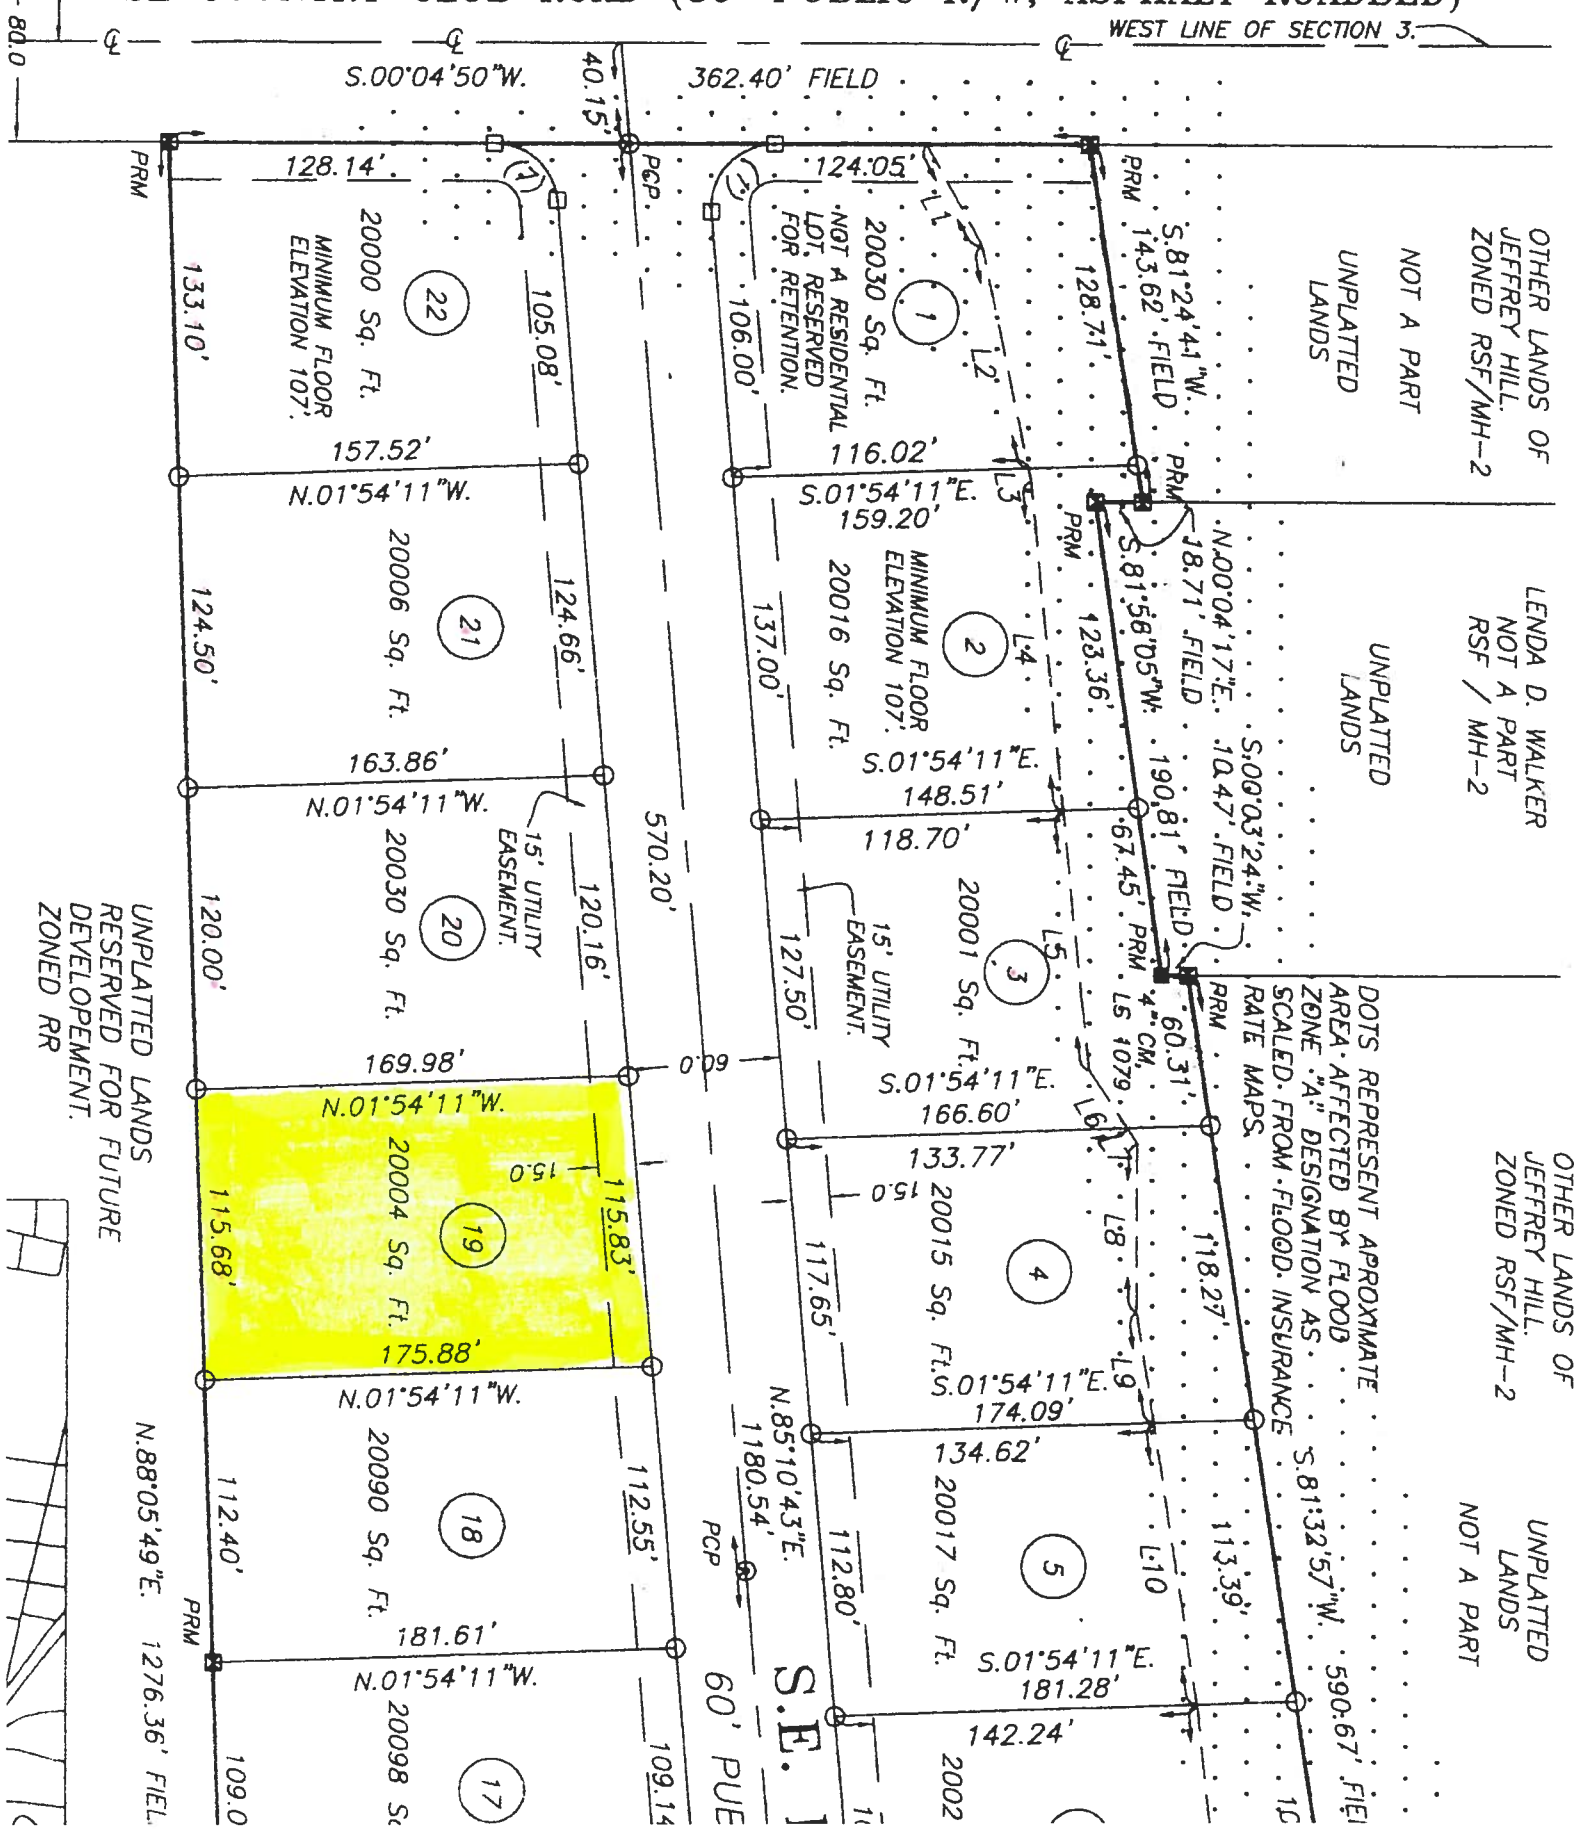 WEST LINE OF SECTION 3.
80.0
S.00°04'50"W.
362.40' FIELD
40.15'
PRM
128.14'
PCP
124.05'
PRM
20000 Sq. Ft.
22
MINIMUM FLOOR
ELEVATION 107'.
133.10'
105.08'
157.52'
N.01°54'11"W.
20006 Sq. Ft.
21
124.50'
124.66'
163.86'
N.01°54'11"W.
20030 Sq. Ft.
20
15' UTILITY
EASEMENT.
120.00'
120.16'
169.98'
N.01°54'11"W.
20004 Sq. Ft.
19
15.0
115.68'
115.83'
175.88'
N.01°54'11"W.
20090 Sq. Ft.
18
112.40'
112.55'
PRM
181.61'
N.01°54'11"W.
17
109.14
N.88°05'49"E. 1276.36'
UNPLATTED LANDS
RESERVED FOR FUTURE
DEVELOPEMENT.
ZONED RR
570.20'
60.0
N.85°10'43"E.
1180.54'
PCP
S.E.
60'
1
20030 Sq. Ft.
NOT A RESIDENTIAL
LOT. RESERVED
FOR RETENTION.
106.00'
128.71'
L1
L2
116.02'
S.01°54'11"E.
159.20'
L3
2
MINIMUM FLOOR
ELEVATION 107'.
20016 Sq. Ft.
137.00'
123.36'
L4
S.01°54'11"E.
148.51'
118.70'
3
20001 Sq. Ft.
15' UTILITY
EASEMENT.
127.50'
67.45'
L5
S.01°54'11"E.
166.60'
133.77'
L6
L7
15.0
4
20015 Sq. Ft.
117.65'
118.27'
L8
L9
S.01°54'11"E.
174.09'
134.62'
5
20017 Sq. Ft.
112.80'
113.39'
L10
S.01°54'11"E.
181.28'
142.24'
2002
S.81°24'41"W.
143.62' FIELD
PRM
PRM
N.00°04'17"E.
18.71' FIELD
S.81°58'05"W. 190.81' FIELD
S.00°03'24"W.
10.47' FIELD
PRM
4" CM,
LS 1079
60.31'
PRM
S.81°32'57"W. 590.67'
OTHER LANDS OF
JEFFREY HILL.
ZONED RSF/MH-2
NOT A PART
UNPLATTED
LANDS
LENDA D. WALKER
NOT A PART
RSF / MH-2
UNPLATTED
LANDS
DOTS REPRESENT APROXIMATE
AREA AFFECTED BY FLOOD
ZONE "A" DESIGNATION AS
SCALED FROM FLOOD INSURANCE
RATE MAPS.
OTHER LANDS OF
JEFFREY HILL.
ZONED RSF/MH-2
UNPLATTED
LANDS
NOT A PART